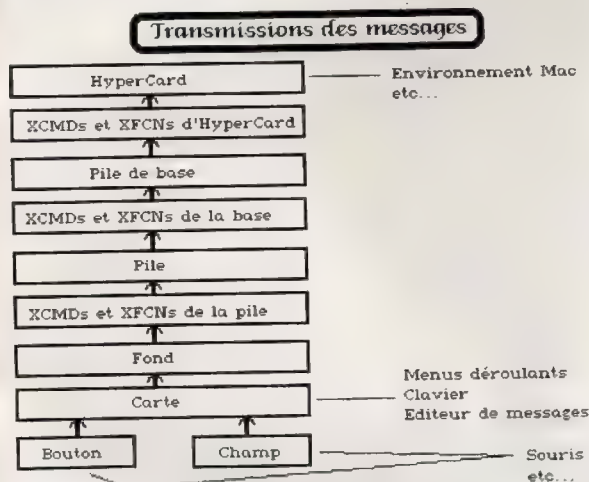 Transmissions des messages
HyperCard
Environnement Mac
etc...
XCMDs et XFCNs d'HyperCard
Pile de base
XCMDs et XFCNs de la base
Pile
XCMDs et XFCNs de la pile
Fond
Carte
Menus déroulants
Clavier
Editeur de messages
Bouton
Champ
Souris
etc...